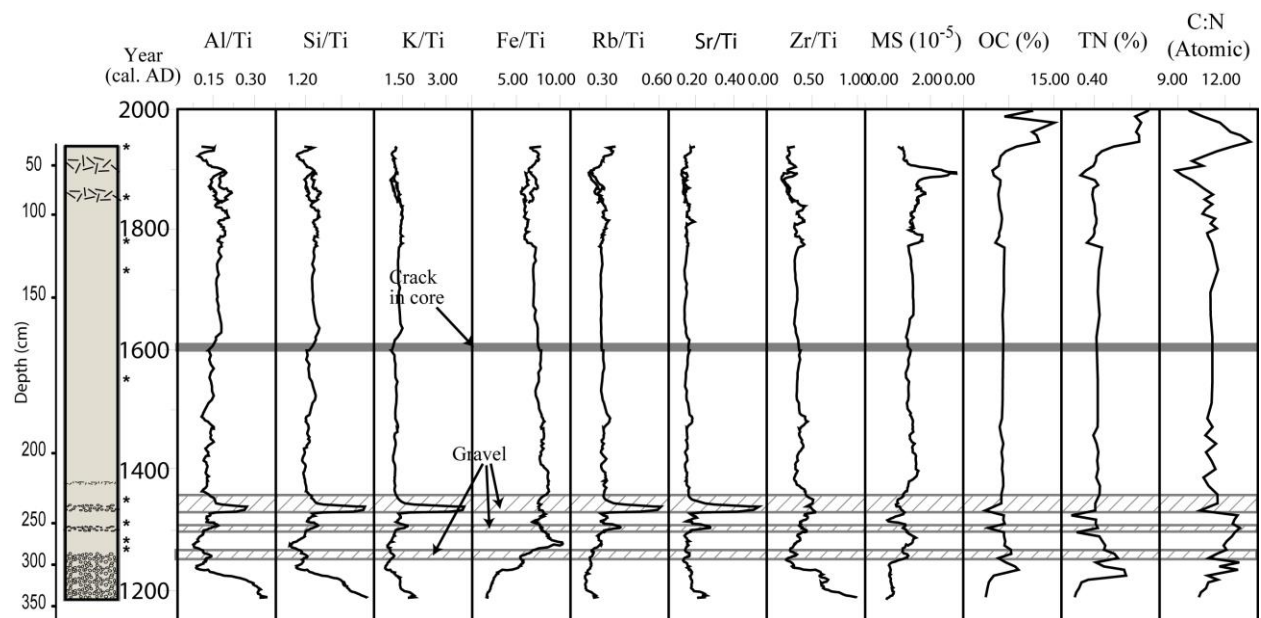 Year
(cal. AD)
Al/Ti
Si/Ti
K/Ti
Fe/Ti
Rb/Ti
Sr/Ti
Zr/Ti
MS (10-5)
OC (%)
TN (%)
C:N
(Atomic)
0.15 0.30
1.20
1.50 3.00
5.00 10.00
0.30 0.60
0.20 0.40 0.00
0.50 1.00
0.00 2.00 0.00
15.00
0.40
9.00 12.00
2000
50
100
1800
150
Crack
in core
1600
Depth (cm)
200
Gravel
1400
250
300
1200
350
* * * * * * * * *